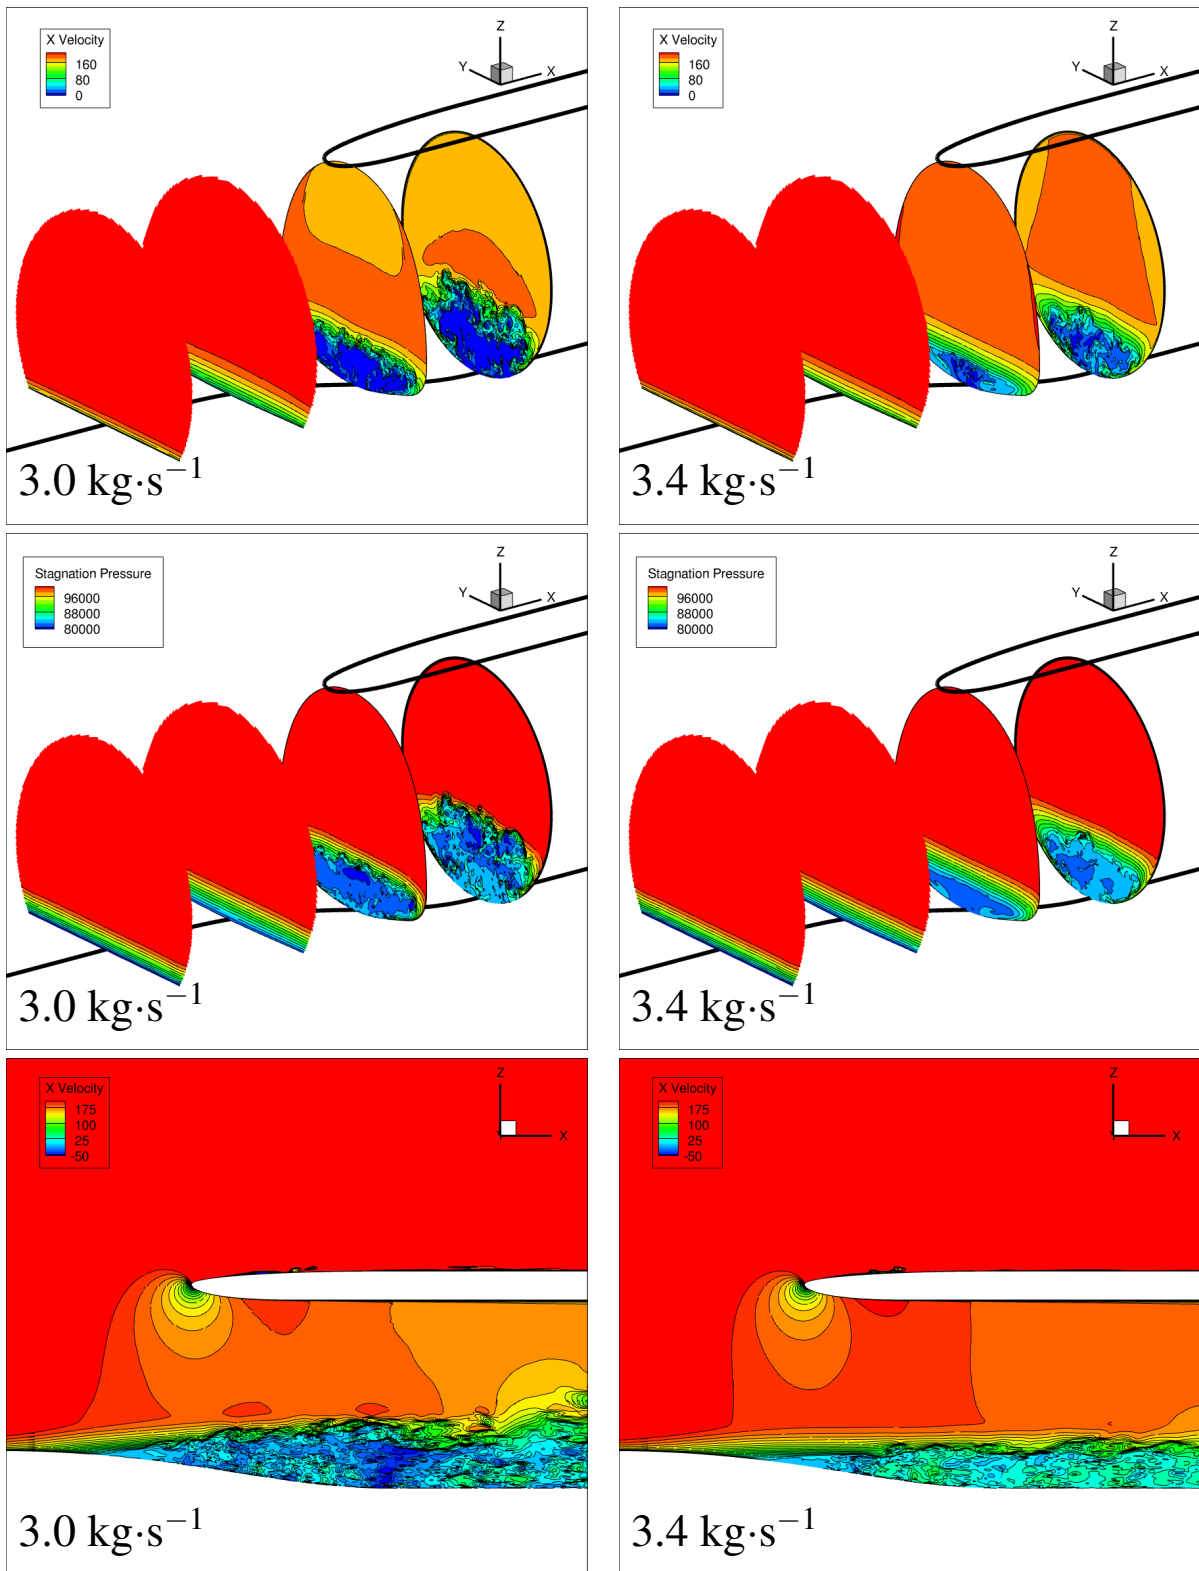 X Velocity
160
80
0
Z
Y
X
3.0 kg·s⁻¹
X Velocity
160
80
0
Z
Y
X
3.4 kg·s⁻¹
Stagnation Pressure
96000
88000
80000
Z
Y
X
3.0 kg·s⁻¹
Stagnation Pressure
96000
88000
80000
Z
Y
X
3.4 kg·s⁻¹
X Velocity
175
100
25
-50
Z
X
3.0 kg·s⁻¹
X Velocity
175
100
25
-50
Z
X
3.4 kg·s⁻¹